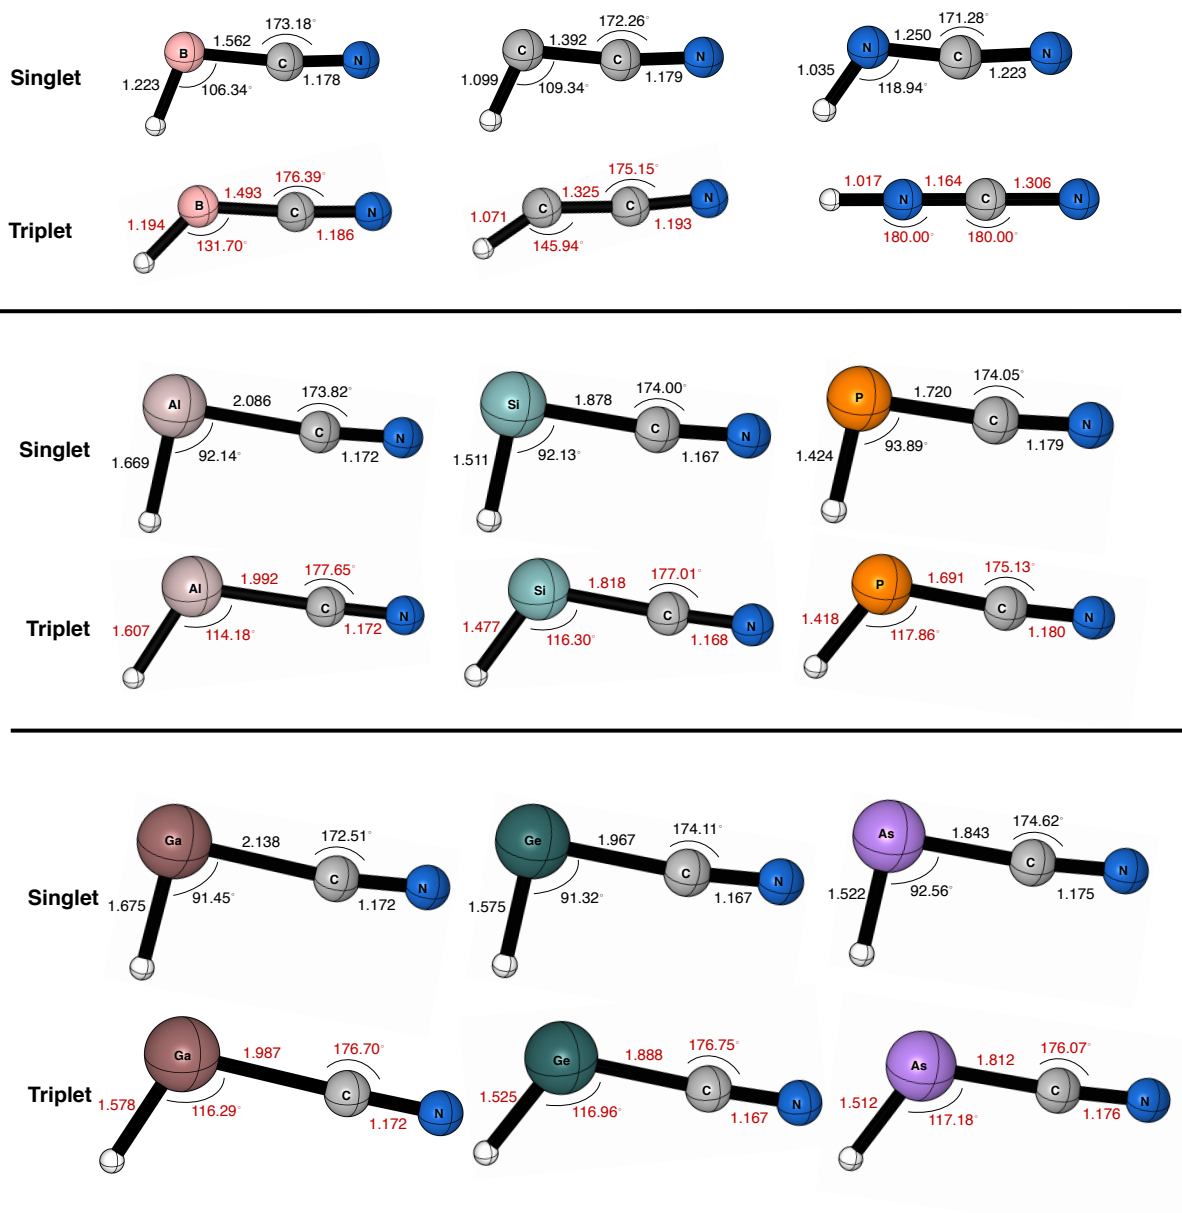 173.18° 172.26° 171.28°
B 1.562 C N C 1.392 C N N 1.250 C N
Singlet 1.223 106.34° 1.178 1.099 109.34° 1.179 1.035 118.94° 1.223
176.39° 175.15°
B 1.493 C N C 1.325 C N 1.017 N 1.164 C 1.306 N
Triplet 1.194 131.70° 1.186 1.071 145.94° 1.193 180.00° 180.00°
Al 2.086 173.82° C N Si 1.878 174.00° C N P 1.720 174.05° C N
Singlet 1.669 92.14° 1.172 1.511 92.13° 1.167 1.424 93.89° 1.179
Al 1.992 177.65° C N Si 1.818 177.01° C N P 1.691 175.13° C N
Triplet 1.607 114.18° 1.172 1.477 116.30° 1.168 1.418 117.86° 1.180
Ga 2.138 172.51° C N Ge 1.967 174.11° C N As 1.843 174.62° C N
Singlet 1.675 91.45° 1.172 1.575 91.32° 1.167 1.522 92.56° 1.175
Ga 1.987 176.70° C N Ge 1.888 176.75° C N As 1.812 176.07° C N
Triplet 1.578 116.29° 1.172 1.525 116.96° 1.167 1.512 117.18° 1.176